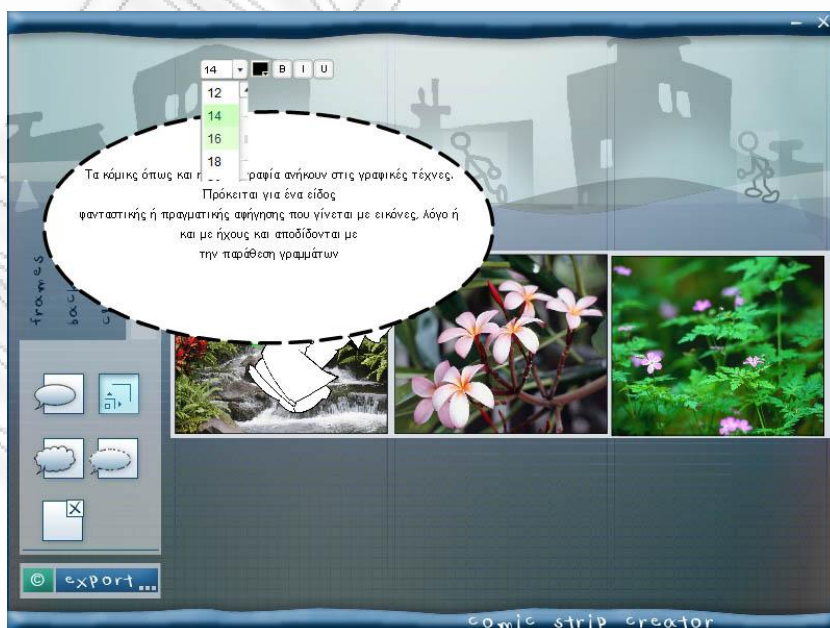 14 B I U
12
14
16
18
Τα κόμικς όπως και η γραφία ανήκουν στις γραφικές τέχνες.
Πρόκειται για ένα είδος
φανταστικής ή πραγματικής αφήγησης που γίνεται με εικόνες, λόγο ή
και με ήχους και αποδίδονται με
την παράθεση γραμμάτων
frames
bac
export...
comic strip creator